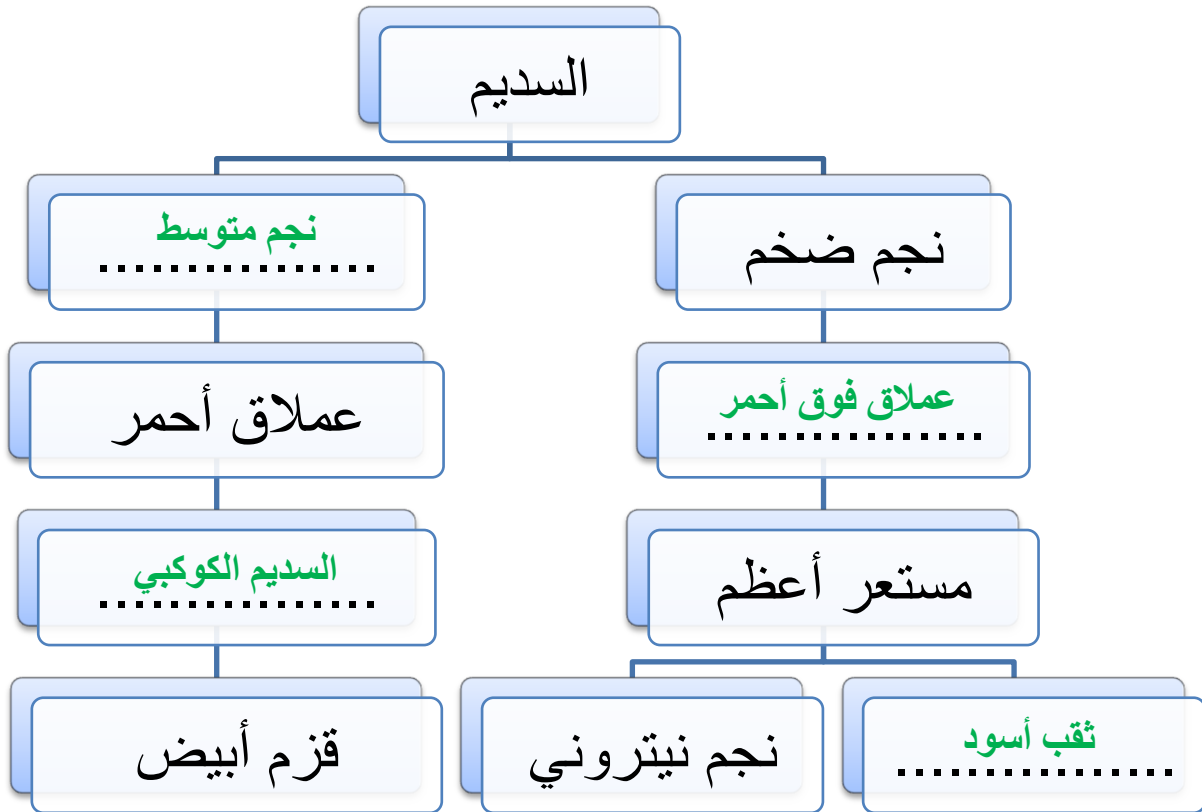 السديم
نجم ضخم
نجم متوسط
...............
عملاق فوق أحمر
...............
عملاق أحمر
مستعر أعظم
السديم الكوكبي
...............
ثقب أسود
...............
نجم نيتروني
قزم أبيض